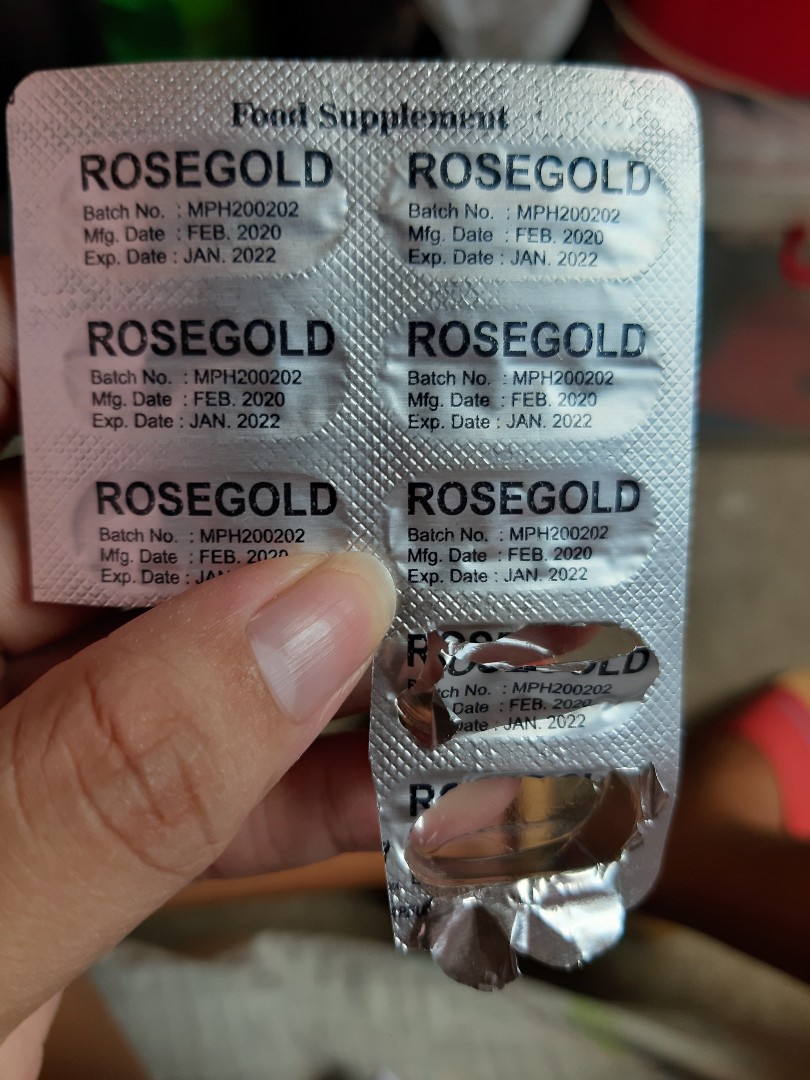 Food Supplement
ROSEGOLD
Batch No. : MPH200202
Mfg. Date : FEB. 2020
Exp. Date : JAN. 2022
ROSEGOLD
Batch No. : MPH200202
Mfg. Date : FEB. 2020
Exp. Date : JAN. 2022
ROSEGOLD
Batch No. : MPH200202
Mfg. Date : FEB. 2020
Exp. Date : JAN. 2022
ROSEGOLD
Batch No. : MPH200202
Mfg. Date : FEB. 2020
Exp. Date : JAN. 2022
ROSEGOLD
Batch No. : MPH200202
Mfg. Date : FEB. 2020
Exp. Date : JAN
ROSEGOLD
Batch No. : MPH200202
Mfg. Date : FEB. 2020
Exp. Date : JAN. 2022
No. : MPH200202
Date : FEB. 2020
: JAN. 2022